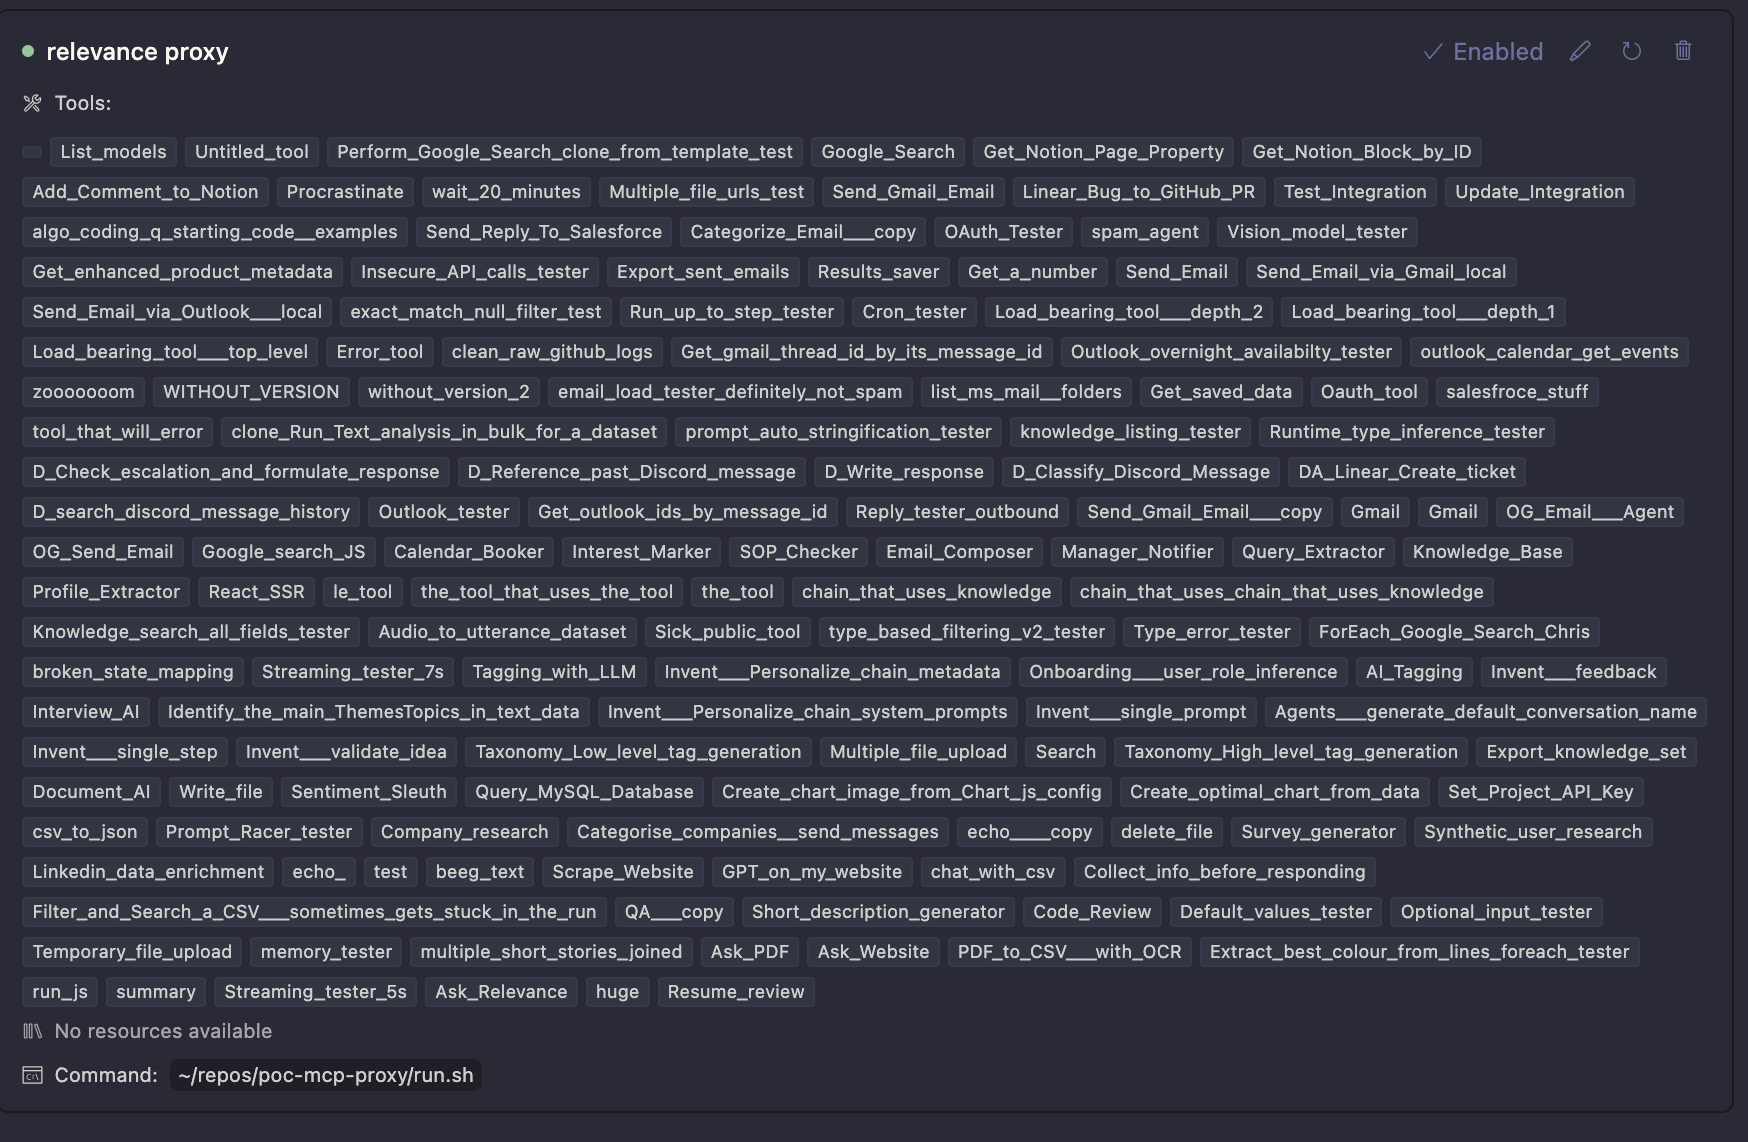 relevance proxy
Enabled
Tools:
List_models Untitled_tool Perform_Google_Search_clone_from_template_test Google_Search Get_Notion_Page_Property Get_Notion_Block_by_ID
Add_Comment_to_Notion Procrastinate wait_20_minutes Multiple_file_urls_test Send_Gmail_Email Linear_Bug_to_GitHub_PR Test_Integration Update_Integration
algo_coding_q_starting_code__examples Send_Reply_To_Salesforce Categorize_Email___copy OAuth_Tester spam_agent Vision_model_tester
Get_enhanced_product_metadata Insecure_API_calls_tester Export_sent_emails Results_saver Get_a_number Send_Email Send_Email_via_Gmail_local
Send_Email_via_Outlook___local exact_match_null_filter_test Run_up_to_step_tester Cron_tester Load_bearing_tool___depth_2 Load_bearing_tool___depth_1
Load_bearing_tool___top_level Error_tool clean_raw_github_logs Get_gmail_thread_id_by_its_message_id Outlook_overnight_availabilty_tester outlook_calendar_get_events
zooooooom WITHOUT_VERSION without_version_2 email_load_tester_definitely_not_spam list_ms_mail__folders Get_saved_data Oauth_tool salesfroce_stuff
tool_that_will_error clone_Run_Text_analysis_in_bulk_for_a_dataset prompt_auto_stringification_tester knowledge_listing_tester Runtime_type_inference_tester
D_Check_escalation_and_formulate_response D_Reference_past_Discord_message D_Write_response D_Classify_Discord_Message DA_Linear_Create_ticket
D_search_discord_message_history Outlook_tester Get_outlook_ids_by_message_id Reply_tester_outbound Send_Gmail_Email___copy Gmail Gmail OG_Email___Agent
OG_Send_Email Google_search_JS Calendar_Booker Interest_Marker SOP_Checker Email_Composer Manager_Notifier Query_Extractor Knowledge_Base
Profile_Extractor React_SSR le_tool the_tool_that_uses_the_tool the_tool chain_that_uses_knowledge chain_that_uses_chain_that_uses_knowledge
Knowledge_search_all_fields_tester Audio_to_utterance_dataset Sick_public_tool type_based_filtering_v2_tester Type_error_tester ForEach_Google_Search_Chris
broken_state_mapping Streaming_tester_7s Tagging_with_LLM Invent___Personalize_chain_metadata Onboarding___user_role_inference AI_Tagging Invent___feedback
Interview_AI Identify_the_main_ThemesTopics_in_text_data Invent___Personalize_chain_system_prompts Invent___single_prompt Agents___generate_default_conversation_name
Invent___single_step Invent___validate_idea Taxonomy_Low_level_tag_generation Multiple_file_upload Search Taxonomy_High_level_tag_generation Export_knowledge_set
Document_AI Write_file Sentiment_Sleuth Query_MySQL_Database Create_chart_image_from_Chart_js_config Create_optimal_chart_from_data Set_Project_API_Key
csv_to_json Prompt_Racer_tester Company_research Categorise_companies__send_messages echo____copy delete_file Survey_generator Synthetic_user_research
Linkedin_data_enrichment echo_ test beeg_text Scrape_Website GPT_on_my_website chat_with_csv Collect_info_before_responding
Filter_and_Search_a_CSV___sometimes_gets_stuck_in_the_run QA___copy Short_description_generator Code_Review Default_values_tester Optional_input_tester
Temporary_file_upload memory_tester multiple_short_stories_joined Ask_PDF Ask_Website PDF_to_CSV___with_OCR Extract_best_colour_from_lines_foreach_tester
run_js summary Streaming_tester_5s Ask_Relevance huge Resume_review
No resources available
Command: ~/repos/poc-mcp-proxy/run.sh